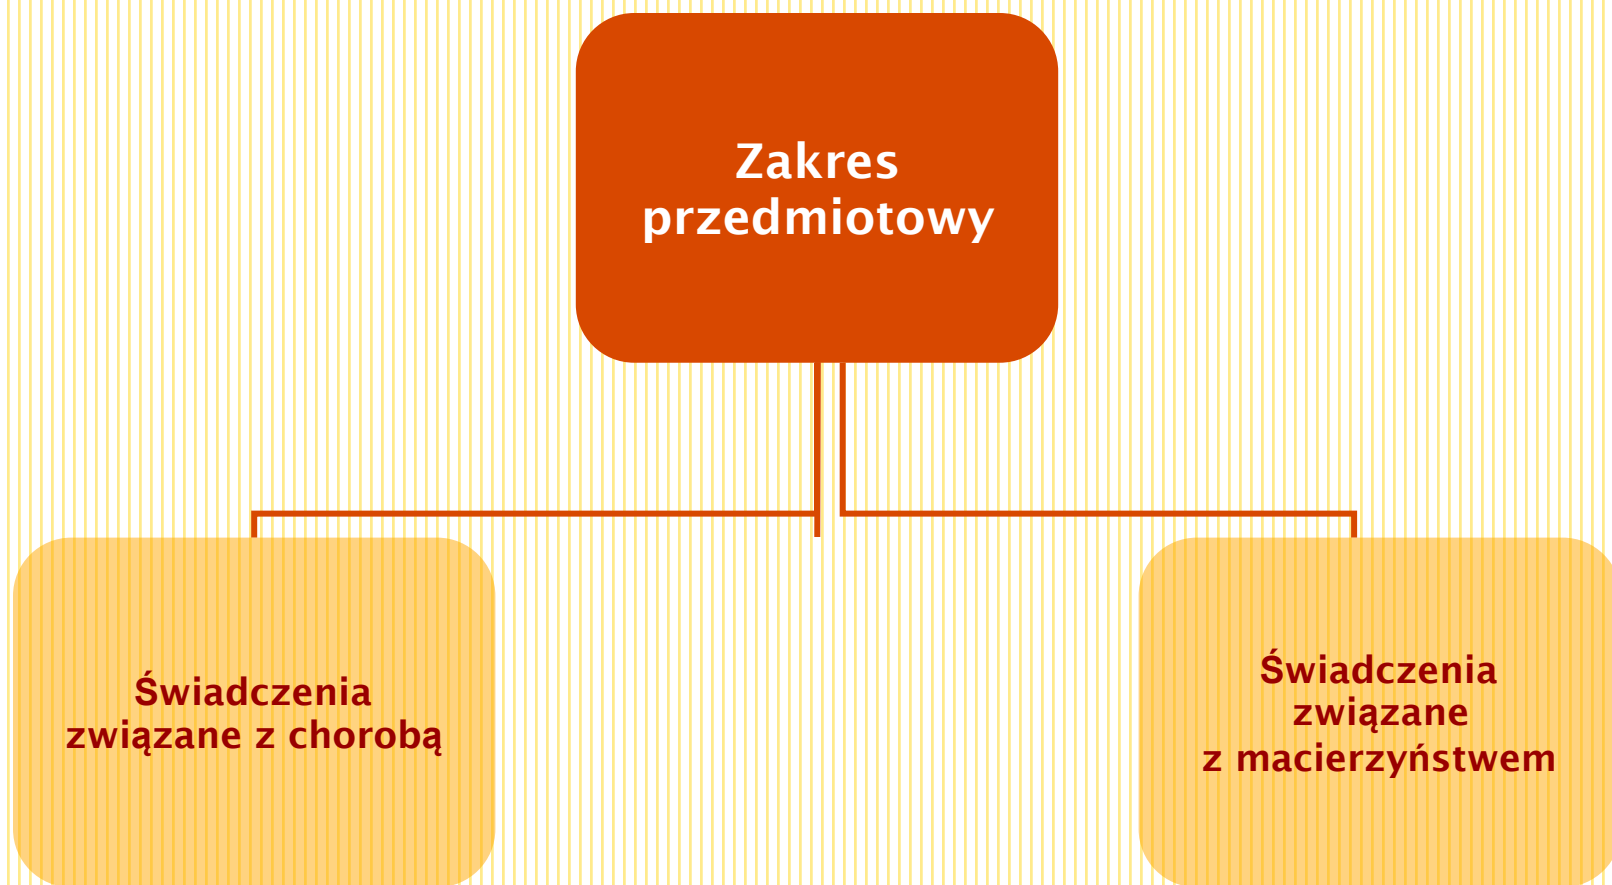 Zakres
przedmiotowy
Świadczenia
związane z chorobą
Świadczenia
związane
z macierzyństwem